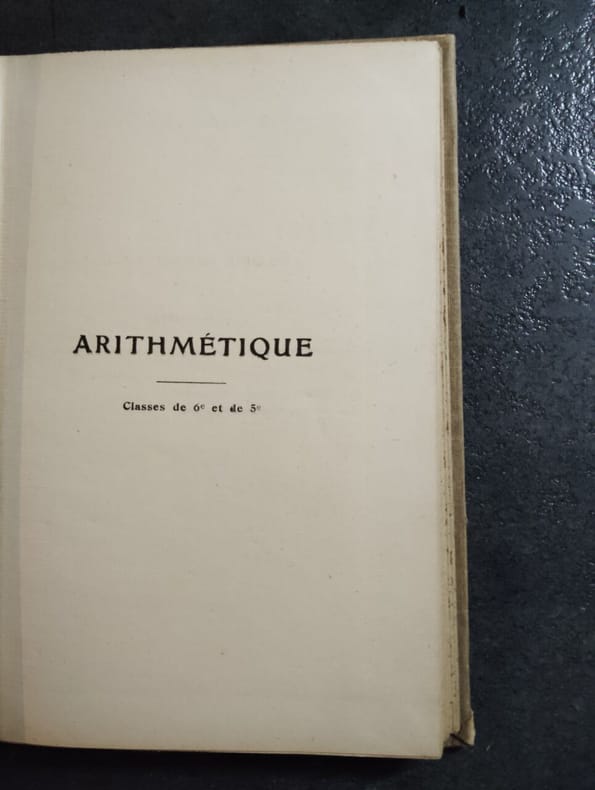 ARITHMÉTIQUE
Classes de 6e et de 5e